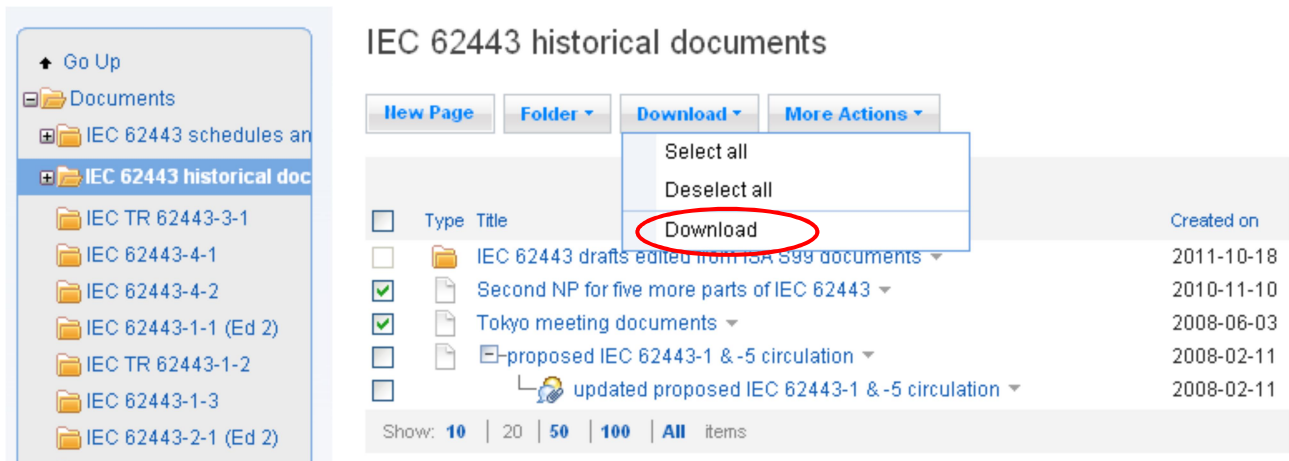 Go Up
Documents
IEC 62443 schedules an
IEC 62443 historical doc
IEC TR 62443-3-1
IEC 62443-4-1
IEC 62443-4-2
IEC 62443-1-1 (Ed 2)
IEC TR 62443-1-2
IEC 62443-1-3
IEC 62443-2-1 (Ed 2)
IEC 62443 historical documents
New Page Folder Download More Actions
Select all
Deselect all
Download
Type Title Created on
IEC 62443 drafts edited from ISA S99 documents 2011-10-18
Second NP for five more parts of IEC 62443 2010-11-10
Tokyo meeting documents 2008-06-03
proposed IEC 62443-1 & -5 circulation 2008-02-11
updated proposed IEC 62443-1 & -5 circulation 2008-02-11
Show: 10 | 20 | 50 | 100 | All items